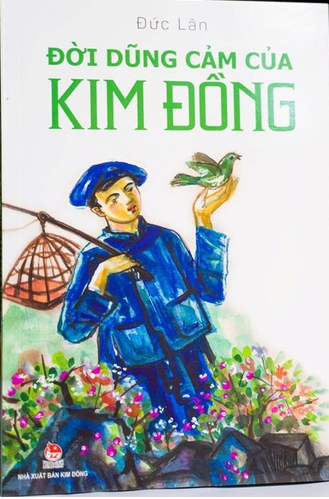 Đức Lân
ĐỜI DŨNG CẢM CỦA
KIM ĐỒNG
NHÀ XUẤT BẢN KIM ĐỒNG